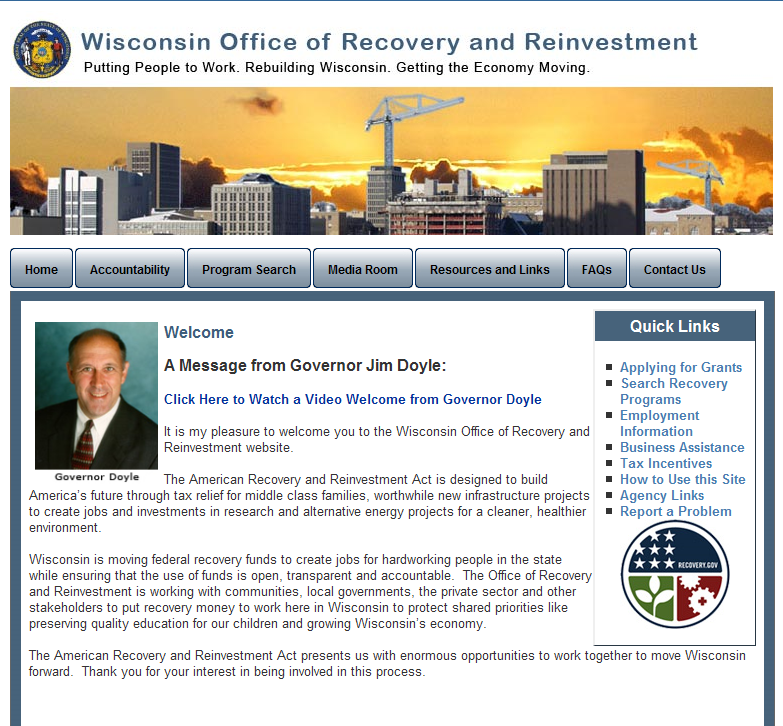 Wisconsin Office of Recovery and Reinvestment
Putting People to Work. Rebuilding Wisconsin. Getting the Economy Moving.
Home
Accountability
Program Search
Media Room
Resources and Links
FAQs
Contact Us
Welcome
A Message from Governor Jim Doyle:
Click Here to Watch a Video Welcome from Governor Doyle
Governor Doyle
It is my pleasure to welcome you to the Wisconsin Office of Recovery and
Reinvestment website.
The American Recovery and Reinvestment Act is designed to build
America's future through tax relief for middle class families, worthwhile new infrastructure projects
to create jobs and investments in research and alternative energy projects for a cleaner, healthier
environment.
Wisconsin is moving federal recovery funds to create jobs for hardworking people in the state
while ensuring that the use of funds is open, transparent and accountable.  The Office of Recovery
and Reinvestment is working with communities, local governments, the private sector and other
stakeholders to put recovery money to work here in Wisconsin to protect shared priorities like
preserving quality education for our children and growing Wisconsin's economy.
The American Recovery and Reinvestment Act presents us with enormous opportunities to work together to move Wisconsin
forward.  Thank you for your interest in being involved in this process.
Quick Links
Applying for Grants
Search Recovery
Programs
Employment
Information
Business Assistance
Tax Incentives
How to Use this Site
Agency Links
Report a Problem
RECOVERY.GOV